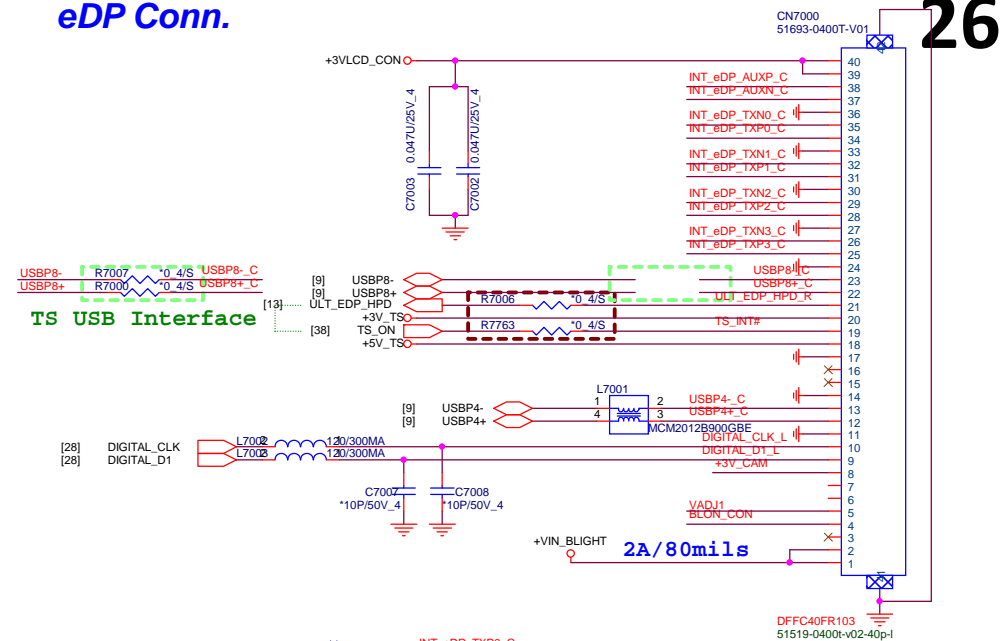 eDP Conn.
26
CN7000
51693-0400T-V01
+3VLCD_CON
40
39
INT_eDP_AUXP_C
38
INT_eDP_AUXN_C
37
36
INT_eDP_TXN0_C
35
INT_eDP_TXP0_C
34
33
INT_eDP_TXN1_C
32
INT_eDP_TXP1_C
31
30
INT_eDP_TXN2_C
29
INT_eDP_TXP2_C
28
27
INT_eDP_TXN3_C
26
INT_eDP_TXP3_C
25
C7003
0.047U/25V_4
C7002
0.047U/25V_4
24
USBP8- R7007 *0_4/S USBP8-_C
USBP8+ R7000 *0_4/S USBP8+_C
TS USB Interface
[9] USBP8- USBP8-_C 23
[9] USBP8+ USBP8+_C 22
[13] ULT_EDP_HPD R7006 *0_4/S ULT_EDP_HPD_R 21
+3V_TS 20
[38] TS_ON R7763 *0_4/S TS_INT# 19
+5V_TS 18
17
16
15
14
L7001
[9] USBP4- 1 2 USBP4-_C 13
[9] USBP4+ 4 3 USBP4+_C 12
MCM2012B900GBE
11
[28] DIGITAL_CLK L7002 2 1 120/300MA DIGITAL_CLK_L 10
[28] DIGITAL_D1 L7003 2 1 120/300MA DIGITAL_D1_L 9
+3V_CAM 8
7
6
C7007
*10P/50V_4
C7008
*10P/50V_4
VADJ1 5
BLON_CON 4
3
+VIN_BLIGHT 2A/80mils 2
1
41
DFFC40FR103
51519-0400t-v02-40p-l